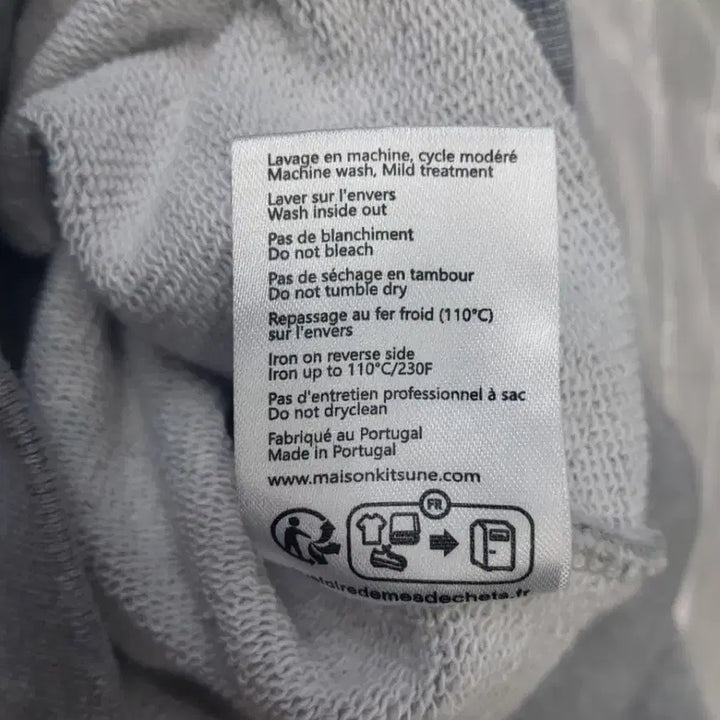 Lavage en machine, cycle modéré
Machine wash, Mild treatment
Laver sur l'envers
Wash inside out
Pas de blanchiment
Do not bleach
Pas de séchage en tambour
Do not tumble dry
Repassage au fer froid (110°C)
sur l'envers
Iron on reverse side
Iron up to 110°C/230F
Pas d'entretien professionnel à sac
Do not dryclean
Fabriqué au Portugal
Made in Portugal
www.maisonkitsune.com
FR